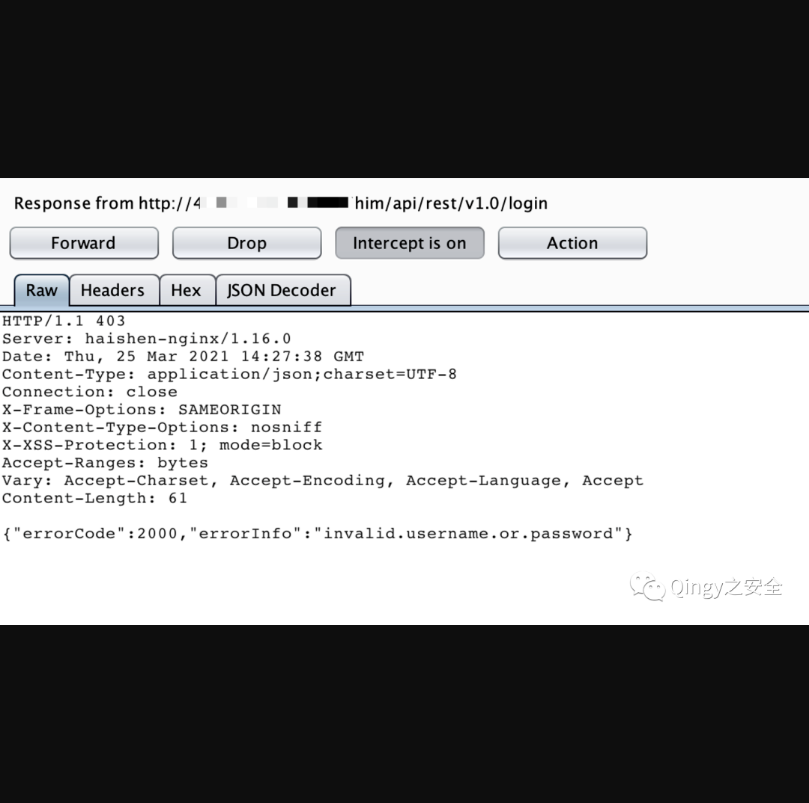 Response from http://4 him/api/rest/v1.0/login
Forward Drop Intercept is on Action
Raw Headers Hex JSON Decoder
HTTP/1.1 403
Server: haishen-nginx/1.16.0
Date: Thu, 25 Mar 2021 14:27:38 GMT
Content-Type: application/json;charset=UTF-8
Connection: close
X-Frame-Options: SAMEORIGIN
X-Content-Type-Options: nosniff
X-XSS-Protection: 1; mode=block
Accept-Ranges: bytes
Vary: Accept-Charset, Accept-Encoding, Accept-Language, Accept
Content-Length: 61
{"errorCode":2000,"errorInfo":"invalid.username.or.password"}
Qingy之安全